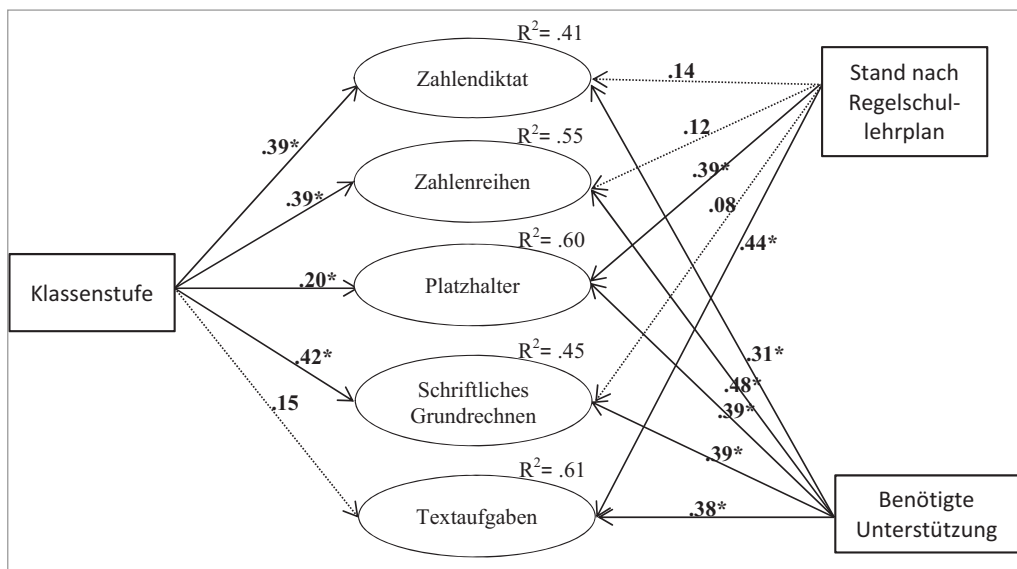 R²= .41
Zahlendiktat
.14
Stand nach
Regelschul-
lehrplan
.39*
R²= .55
.12
Zahlenreihen
.39*
.39*
.08
R²= .60
.44*
Klassenstufe
.20*
Platzhalter
.42*
R²= .45
.31*
Schriftliches
Grundrechnen
.48*
.15
.39*
.39*
R²= .61
Textaufgaben
.38*
Benötigte
Unterstützung